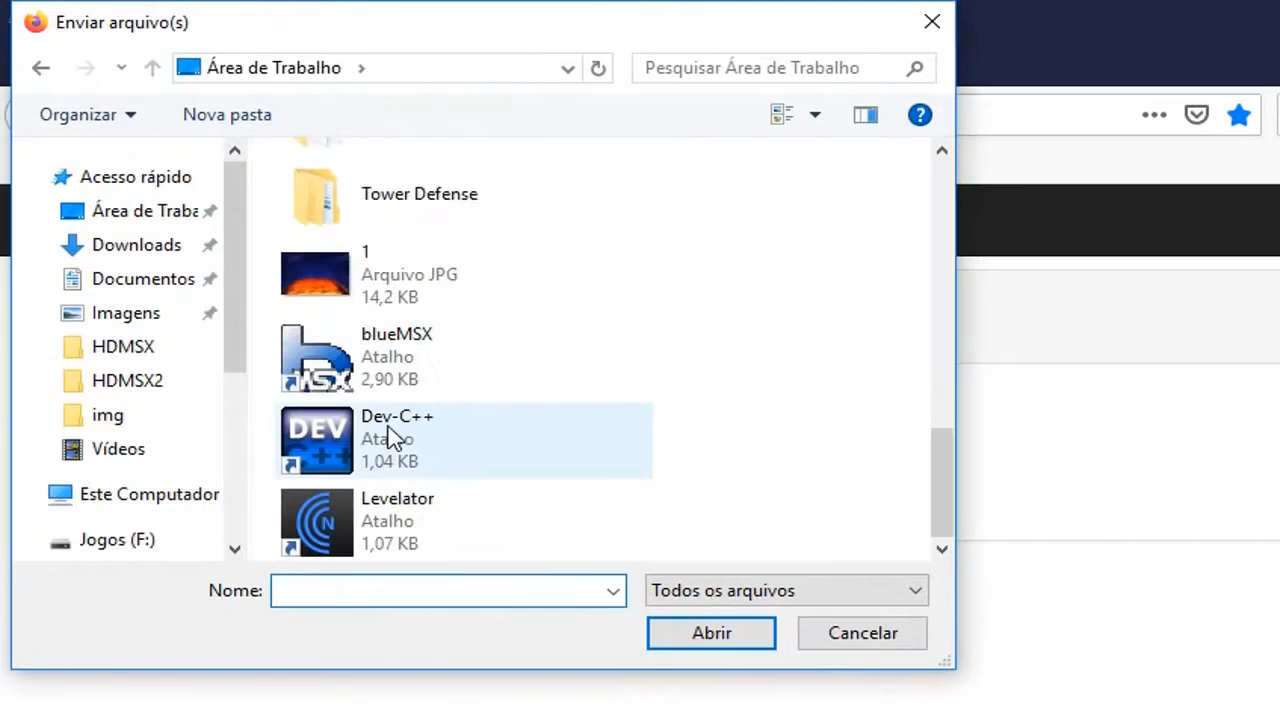 Enviar arquivo(s)
Área de Trabalho
Pesquisar Área de Trabalho
Organizar
Nova pasta
Acesso rápido
Área de Traba
Downloads
Documentos
Imagens
HDMSX
HDMSX2
img
Vídeos
Este Computador
Jogos (F:)
Tower Defense
1
Arquivo JPG
14,2 KB
MSX
blueMSX
Atalho
2,90 KB
DEV
C++
Dev-C++
Atalho
1,04 KB
N
Levelator
Atalho
1,07 KB
Nome:
Todos os arquivos
Abrir
Cancelar